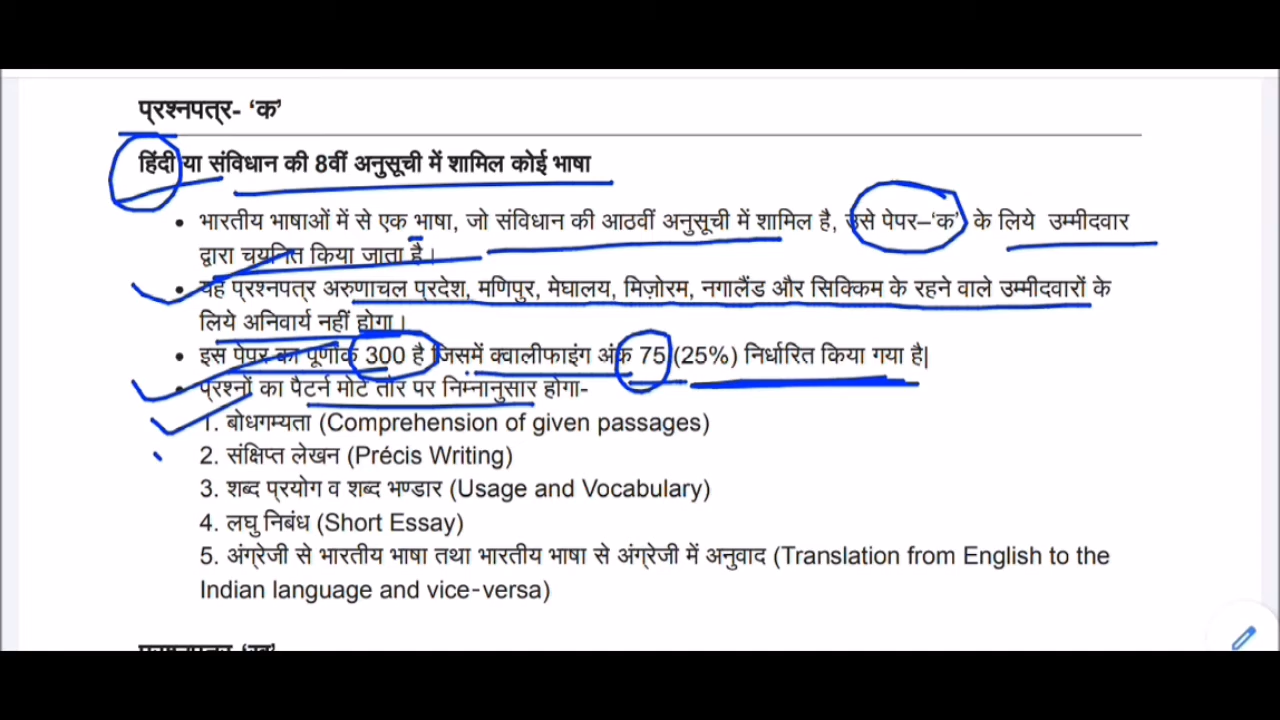 प्रश्नपत्र- ‘क’
हिंदी या संविधान की 8वीं अनुसूची में शामिल कोई भाषा
• भारतीय भाषाओं में से एक भाषा, जो संविधान की आठवीं अनुसूची में शामिल है, उसे पेपर–‘क’ के लिये उम्मीदवार
द्वारा चयनित किया जाता है।
• यह प्रश्नपत्र अरुणाचल प्रदेश, मणिपुर, मेघालय, मिज़ोरम, नगालैंड और सिक्किम के रहने वाले उम्मीदवारों के
लिये अनिवार्य नहीं होगा।
• इस पेपर का पूर्णांक 300 है जिसमें क्वालीफाइंग अंक 75 (25%) निर्धारित किया गया है|
• प्रश्नों का पैटर्न मोटे तौर पर निम्नानुसार होगा-
1. बोधगम्यता (Comprehension of given passages)
2. संक्षिप्त लेखन (Précis Writing)
3. शब्द प्रयोग व शब्द भण्डार (Usage and Vocabulary)
4. लघु निबंध (Short Essay)
5. अंग्रेजी से भारतीय भाषा तथा भारतीय भाषा से अंग्रेजी में अनुवाद (Translation from English to the
Indian language and vice-versa)
प्रश्नपत्र-‘ख’